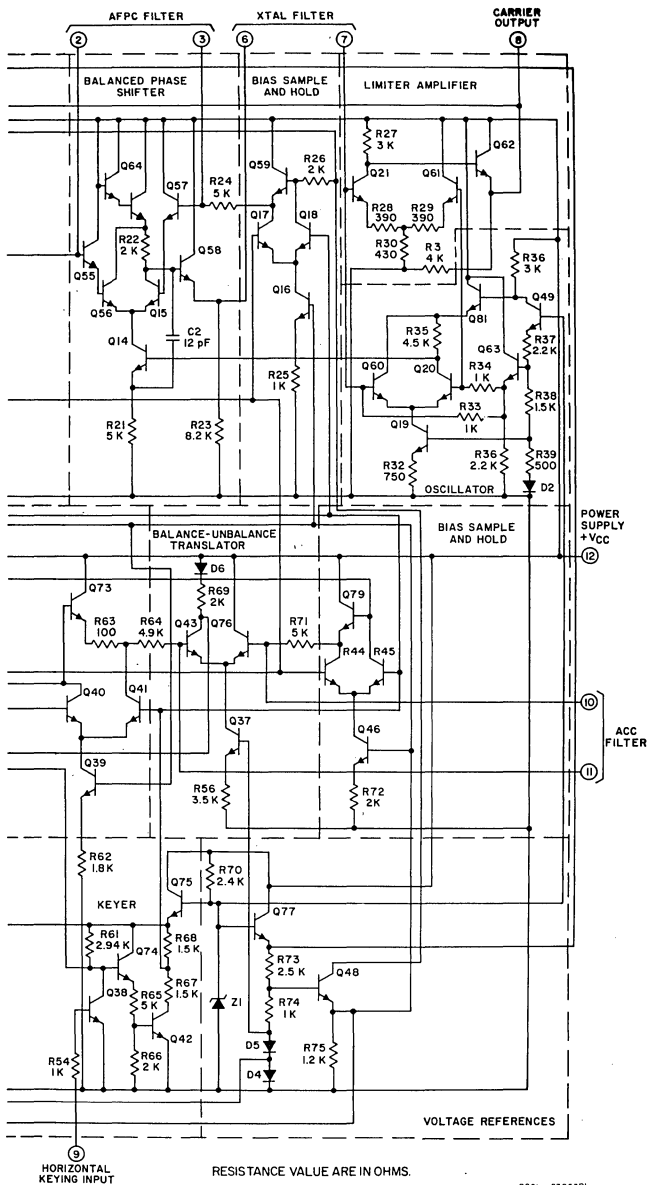 AFPC FILTER
XTAL FILTER
CARRIER
OUTPUT
2
3
6
7
8
BALANCED PHASE
SHIFTER
BIAS SAMPLE
AND HOLD
LIMITER AMPLIFIER
R27
3 K
Q62
Q64
Q57
Q59
R26
2 K
Q21
Q61
R24
5 K
R28
390
R29
390
Q17
Q18
R22
2 K
Q58
R30
430
R3
4 K
R36
3 K
Q55
Q56
Q15
Q16
Q81
Q49
C2
12 pF
R35
4.5 K
R37
2.2 K
Q14
Q60
Q20
R34
1 K
Q63
R38
1.5 K
R25
1 K
R33
1 K
Q19
R21
5 K
R23
8.2 K
R32
750
R36
2.2 K
R39
500
D2
OSCILLATOR
BALANCE-UNBALANCE
TRANSLATOR
BIAS SAMPLE
AND HOLD
POWER
SUPPLY
+VCC
12
D6
R69
2K
Q73
Q79
R63
100
R64
4.9 K
Q43
Q76
R71
5 K
R44
R45
Q40
Q41
10
Q37
Q46
ACC
FILTER
Q39
11
R56
3.5 K
R72
2K
R62
1.8K
KEYER
Q75
R70
2.4 K
Q77
R61
2.94 K
Q74
R68
1.5 K
R73
2.5 K
Q48
Q38
R65
5 K
R67
1.5 K
Z1
R74
1 K
Q42
R54
1K
R66
2 K
D5
D4
R75
1.2 K
VOLTAGE REFERENCES
9
HORIZONTAL
KEYING INPUT
RESISTANCE VALUE ARE IN OHMS.